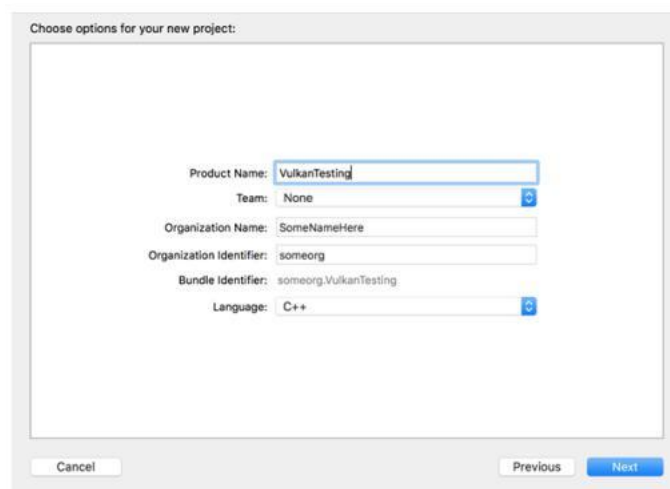 Choose options for your new project:
Product Name: VulkanTesting
Team: None
Organization Name: SomeNameHere
Organization Identifier: someorg
Bundle Identifier: someorg.VulkanTesting
Language: C++
Cancel Previous Next